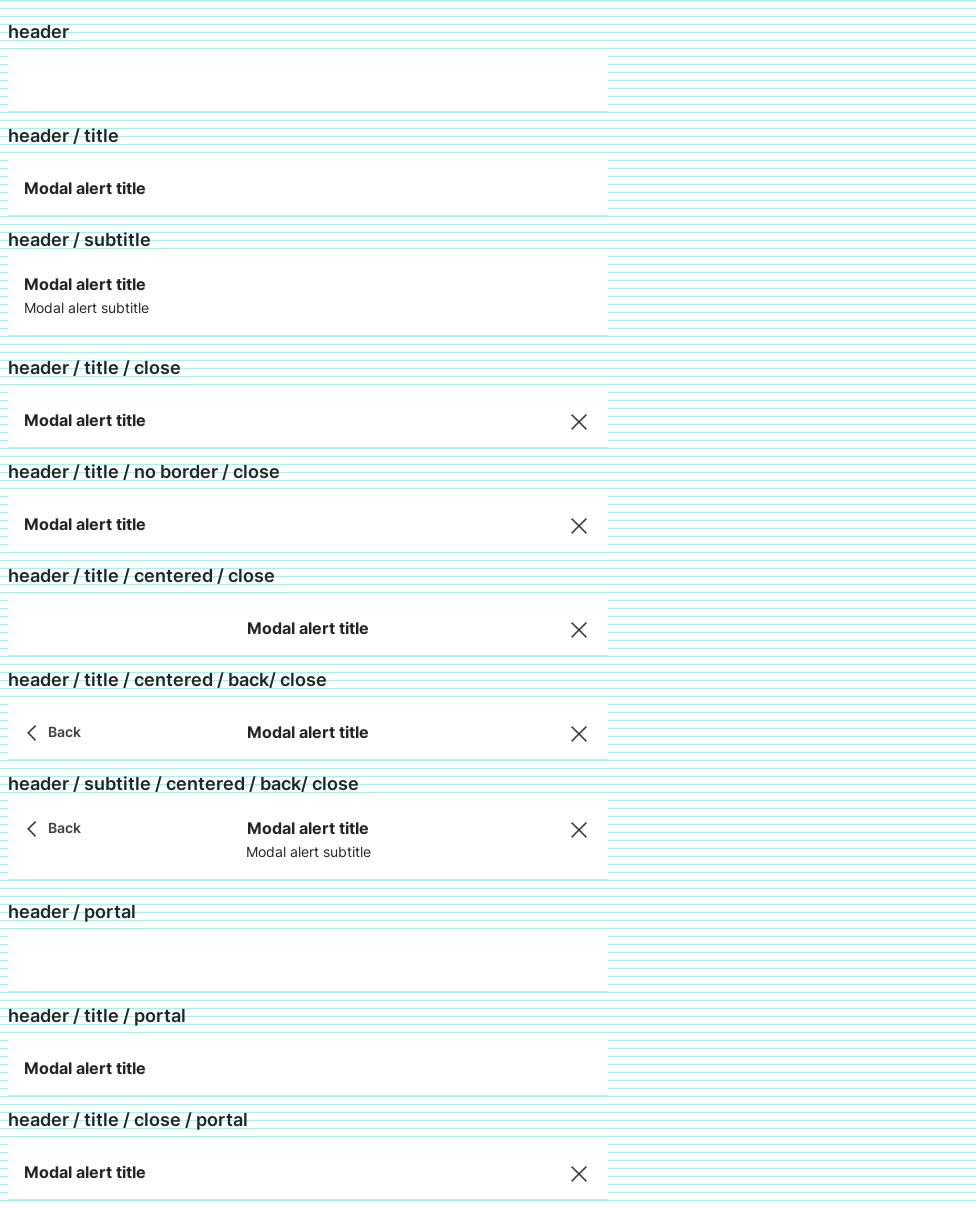 header
header / title
Modal alert title
header / subtitle
Modal alert title
Modal alert subtitle
header / title / close
Modal alert title
header / title / no border / close
Modal alert title
header / title / centered / close
Modal alert title
header / title / centered / back/ close
Back Modal alert title
header / subtitle / centered / back/ close
Back Modal alert title
Modal alert subtitle
header / portal
header / title / portal
Modal alert title
header / title / close / portal
Modal alert title